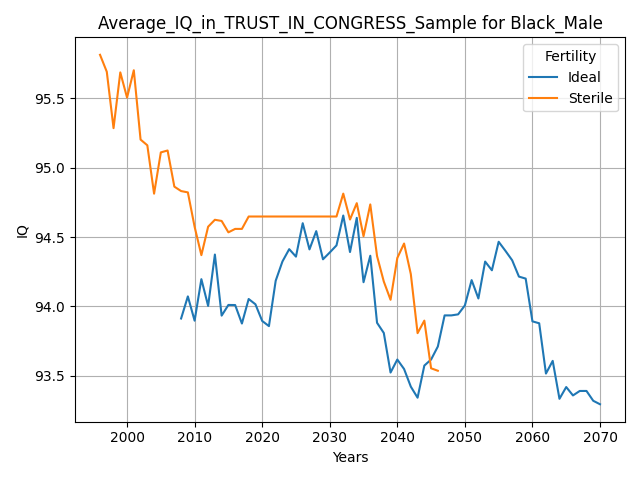 Average_IQ_in_TRUST_IN_CONGRESS_Sample for Black_Male
Fertility
Ideal
Sterile
IQ
95.5
95.0
94.5
94.0
93.5
2000 2010 2020 2030 2040 2050 2060 2070
Years